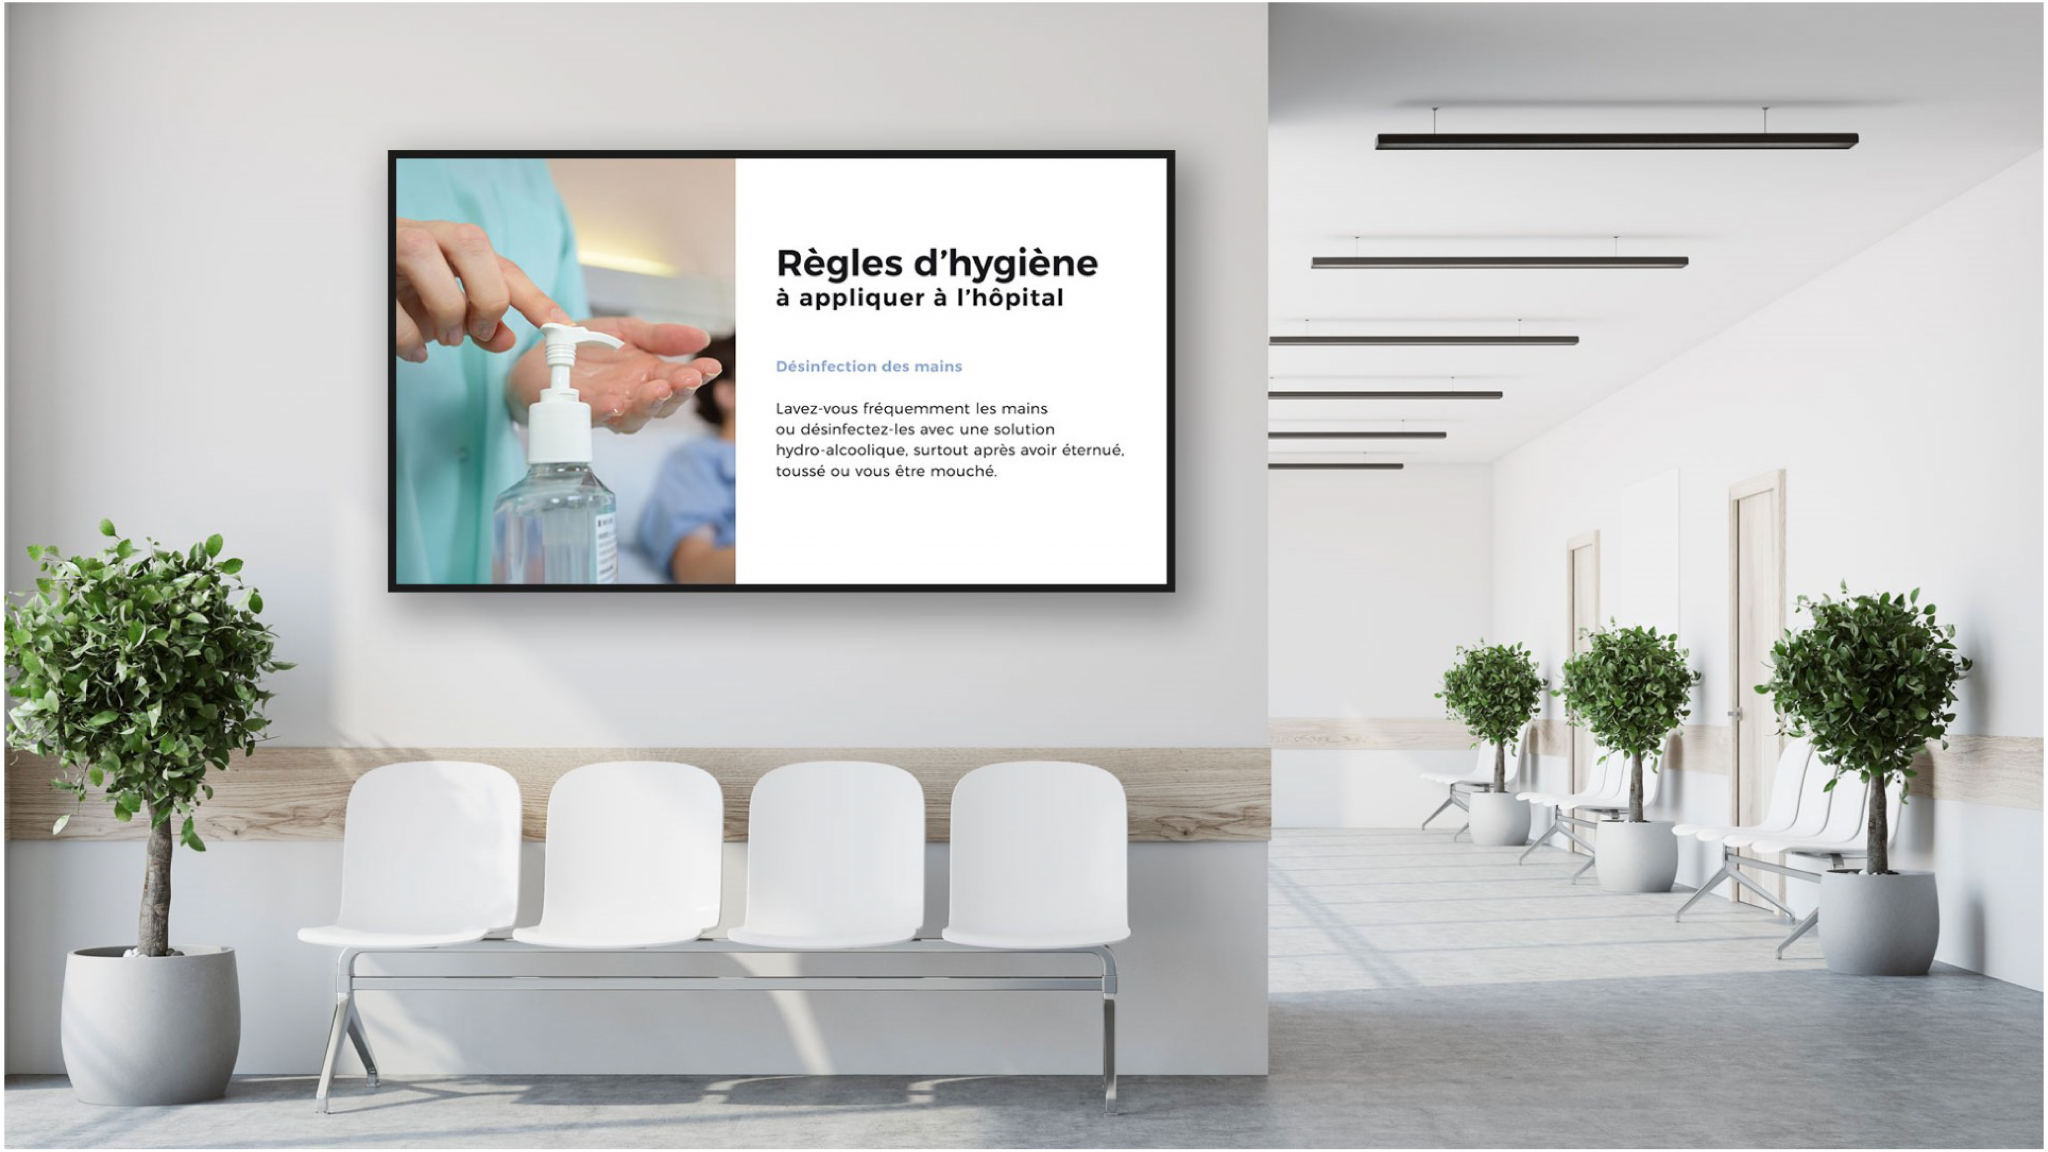 Règles d’hygiène
à appliquer à l’hôpital
Désinfection des mains
Lavez-vous fréquemment les mains
ou désinfectez-les avec une solution
hydro-alcoolique, surtout après avoir éternué,
toussé ou vous être mouché.